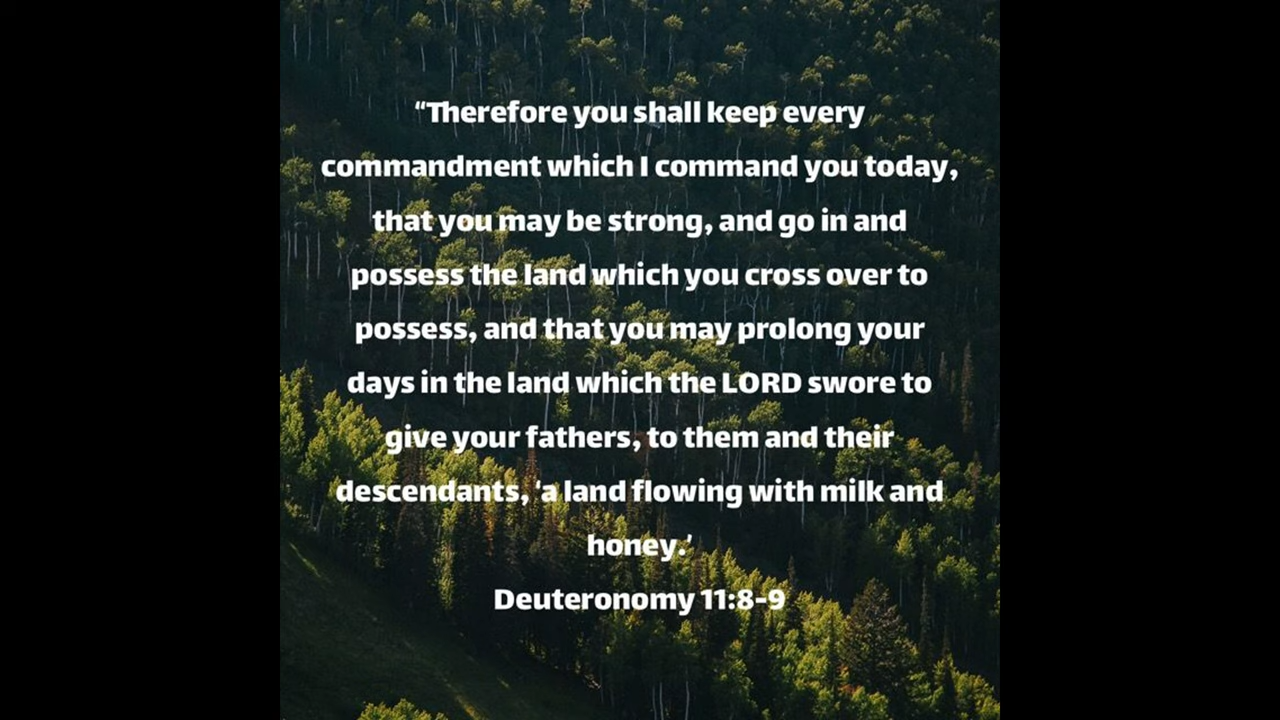 “Therefore you shall keep every
commandment which I command you today,
that you may be strong, and go in and
possess the land which you cross over to
possess, and that you may prolong your
days in the land which the LORD swore to
give your fathers, to them and their
descendants, ‘a land flowing with milk and
honey.’
Deuteronomy 11:8-9